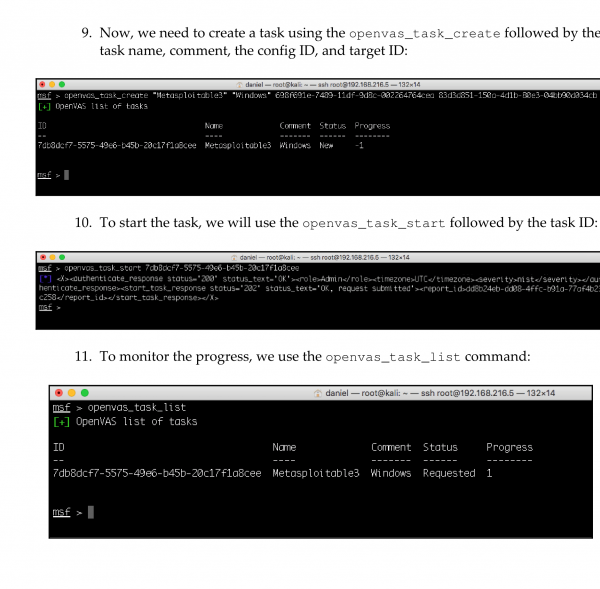 9. Now, we need to create a task using the openvas_task_create followed by the
task name, comment, the config ID, and target ID:
daniel — root@kali: ~ — ssh root@192.168.216.5 — 132×14
msf > openvas_task_create "Metasploitable3" "Windows" 698f691e-7489-11df-9d8c-002264764cea 83d3d851-150b-4d1b-80e3-04bb90d034cb
[+] OpenVAS list of tasks
ID Name Comment Status Progress
-- ---- ------- ------ --------
7db8dcf7-5575-49e6-b45b-20c17f1a8cee Metasploitable3 Windows New -1
msf >
10. To start the task, we will use the openvas_task_start followed by the task ID:
daniel — root@kali: ~ — ssh root@192.168.216.5 — 132×14
msf > openvas_task_start 7db8dcf7-5575-49e6-b45b-20c17f1a8cee
[*] <X><authenticate_response status="200" status_text="OK"><role>Admin</role><timezone>UTC</timezone><severity>nist</severity></aut
henticate_response><start_task_response status="202" status_text="OK, request submitted"><report_id>dd8b24eb-dd08-4ffc-b91a-77af4b27
c258</report_id></start_task_response></X>
msf >
11. To monitor the progress, we use the openvas_task_list command:
daniel — root@kali: ~ — ssh root@192.168.216.5 — 132×14
msf > openvas_task_list
[+] OpenVAS list of tasks
ID Name Comment Status Progress
-- ---- ------- ------ --------
7db8dcf7-5575-49e6-b45b-20c17f1a8cee Metasploitable3 Windows Requested 1
msf >